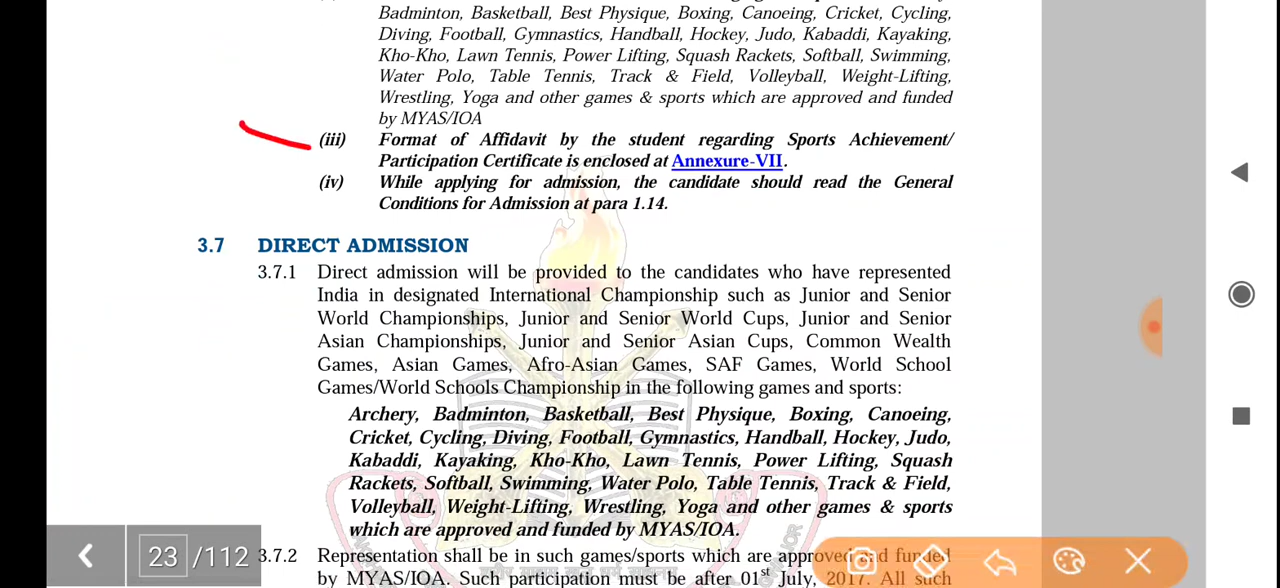 Badminton, Basketball, Best Physique, Boxing, Canoeing, Cricket, Cycling,
Diving, Football, Gymnastics, Handball, Hockey, Judo, Kabaddi, Kayaking,
Kho-Kho, Lawn Tennis, Power Lifting, Squash Rackets, Softball, Swimming,
Water Polo, Table Tennis, Track & Field, Volleyball, Weight-Lifting,
Wrestling, Yoga and other games & sports which are approved and funded
by MYAS/IOA
(iii) Format of Affidavit by the student regarding Sports Achievement/
Participation Certificate is enclosed at Annexure-VII.
(iv) While applying for admission, the candidate should read the General
Conditions for Admission at para 1.14.
3.7 DIRECT ADMISSION
3.7.1 Direct admission will be provided to the candidates who have represented
India in designated International Championship such as Junior and Senior
World Championships, Junior and Senior World Cups, Junior and Senior
Asian Championships, Junior and Senior Asian Cups, Common Wealth
Games, Asian Games, Afro-Asian Games, SAF Games, World School
Games/World Schools Championship in the following games and sports:
Archery, Badminton, Basketball, Best Physique, Boxing, Canoeing,
Cricket, Cycling, Diving, Football, Gymnastics, Handball, Hockey, Judo,
Kabaddi, Kayaking, Kho-Kho, Lawn Tennis, Power Lifting, Squash
Rackets, Softball, Swimming, Water Polo, Table Tennis, Track & Field,
Volleyball, Weight-Lifting, Wrestling, Yoga and other games & sports
which are approved and funded by MYAS/IOA.
3.7.2 Representation shall be in such games/sports which are approved and funded
by MYAS/IOA. Such participation must be after 01st July, 2017. All such
23 /112